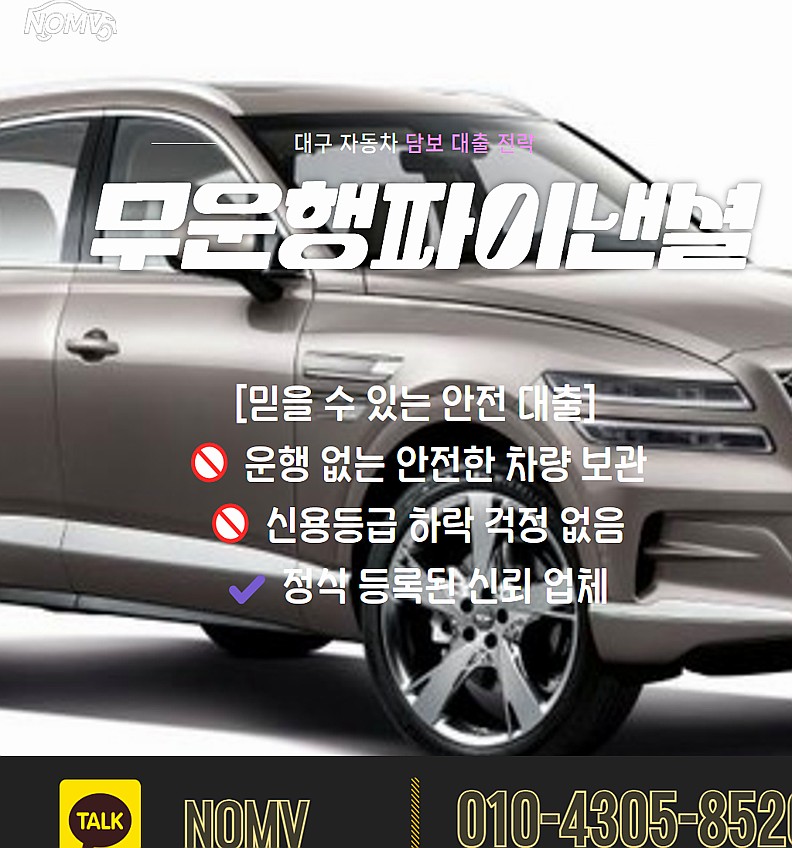 NOMV
대구 자동차 담보 대출 전략
무운행파이낸셜
[믿을 수 있는 안전 대출]
운행 없는 안전한 차량 보관
신용등급 하락 걱정 없음
정식 등록된 신뢰 업체
TALK
NOMV
010-4305-8520